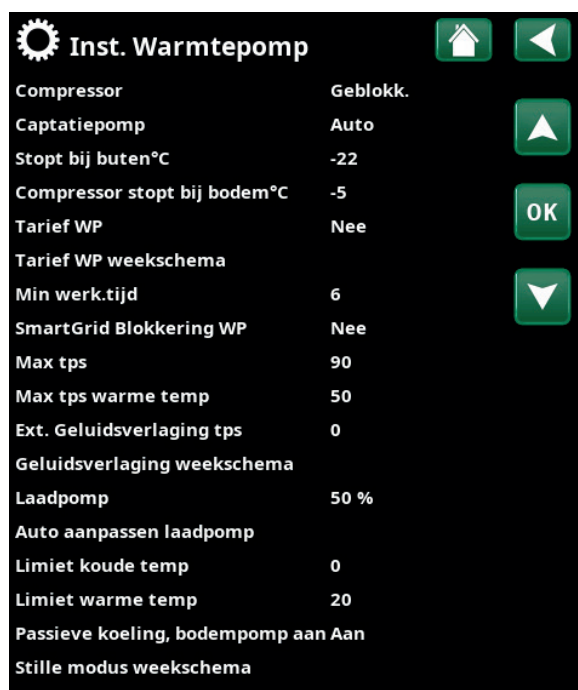 Inst. Warmtepomp
Compressor Geblokk.
Captatiepomp Auto
Stopt bij buten°C -22
Compressor stopt bij bodem°C -5
OK
Tarief WP Nee
Tarief WP weekschema
Min werk.tijd 6
SmartGrid Blokkering WP Nee
Max tps 90
Max tps warme temp 50
Ext. Geluidsverlaging tps 0
Geluidsverlaging weekschema
Laadpomp 50 %
Auto aanpassen laadpomp
Limiet koude temp 0
Limiet warme temp 20
Passieve koeling, bodempomp aan Aan
Stille modus weekschema